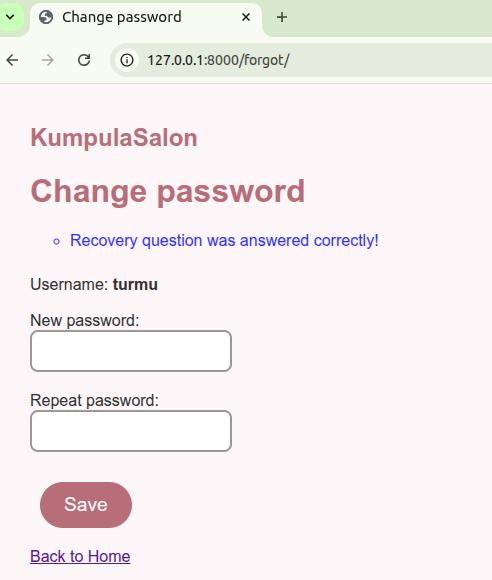 Change password
127.0.0.1:8000/forgot/
KumpulaSalon
Change password
Recovery question was answered correctly!
Username: turmu
New password:
Repeat password:
Save
Back to Home